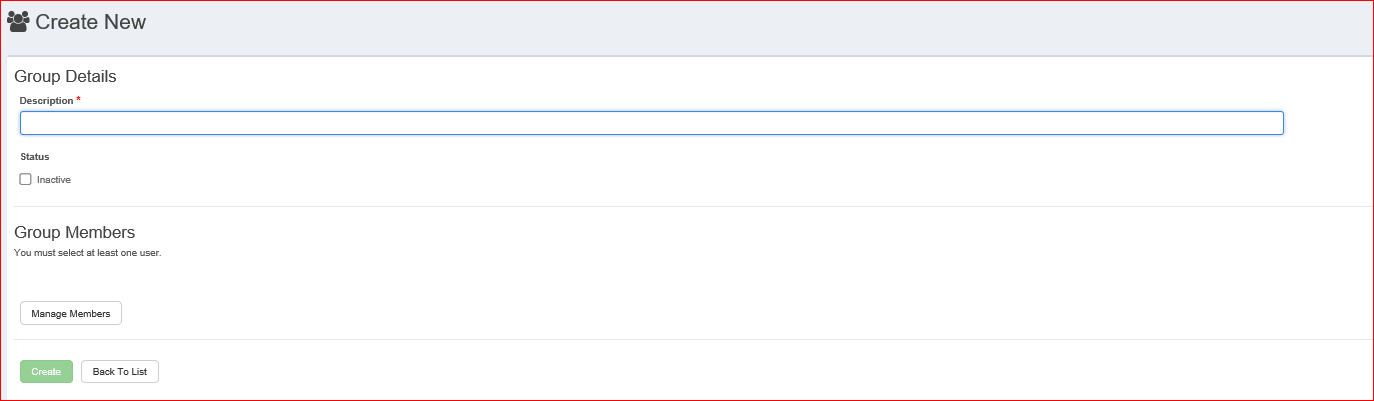 Create New
Group Details
Description *
Status
Inactive
Group Members
You must select at least one user.
Manage Members
Create
Back To List